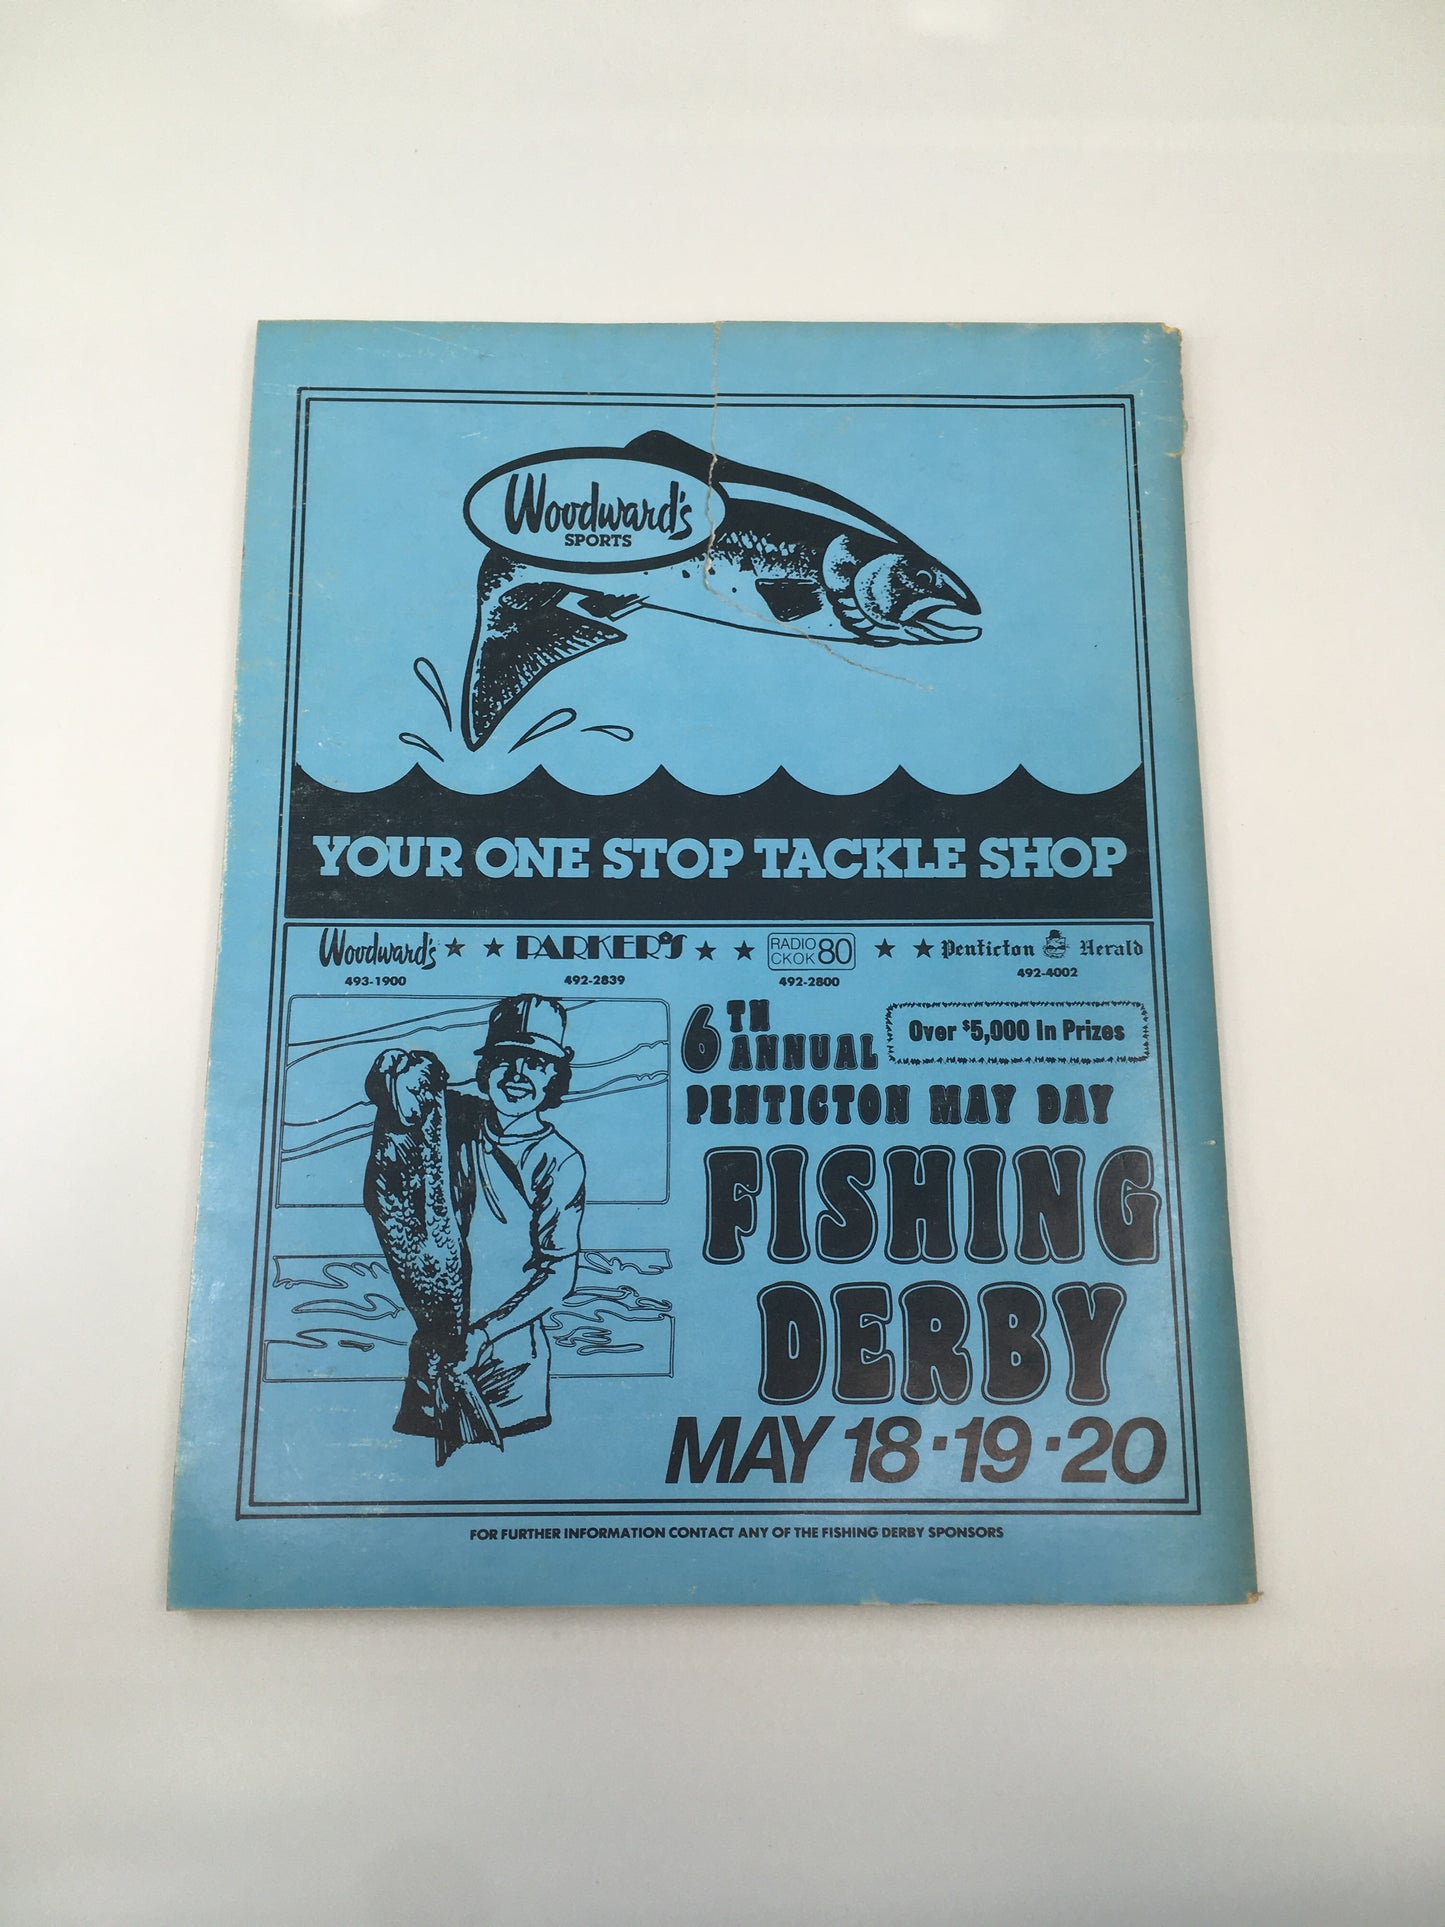 Woodward's
SPORTS
YOUR ONE STOP TACKLE SHOP
Woodward's ★ ★ PARKER'S ★ ★ RADIO CKOK 80 ★ ★ Penticton Herald
493-1900 492-2839 492-2800 492-4002
6TH ANNUAL
Over $5,000 In Prizes
PENTICTON MAY DAY
FISHING
DERBY
MAY 18·19·20
FOR FURTHER INFORMATION CONTACT ANY OF THE FISHING DERBY SPONSORS